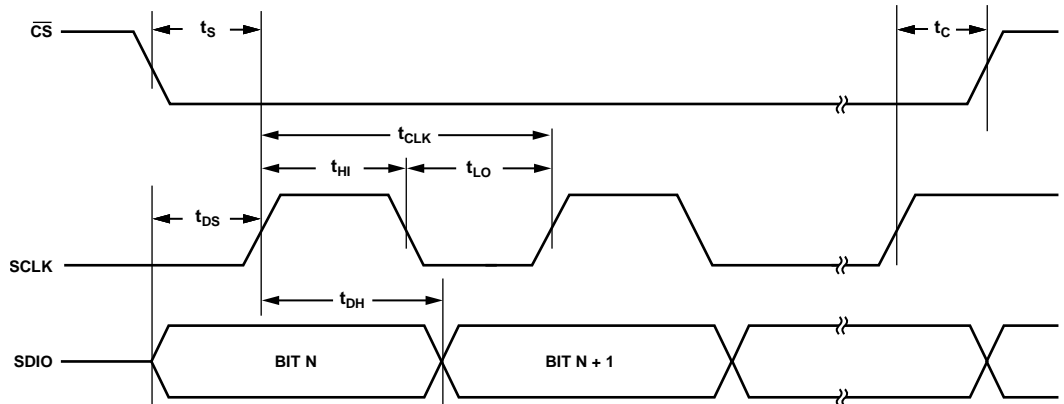 CS
tS
tC
tCLK
tHI
tLO
tDS
SCLK
tDH
SDIO
BIT N
BIT N + 1